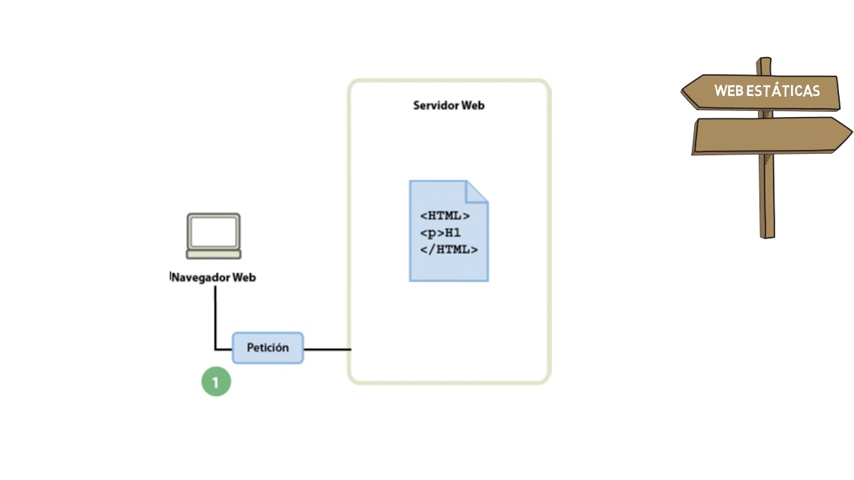 WEB ESTÁTICAS
Servidor Web
<HTML>
<p>H1
</HTML>
Navegador Web
Petición
1